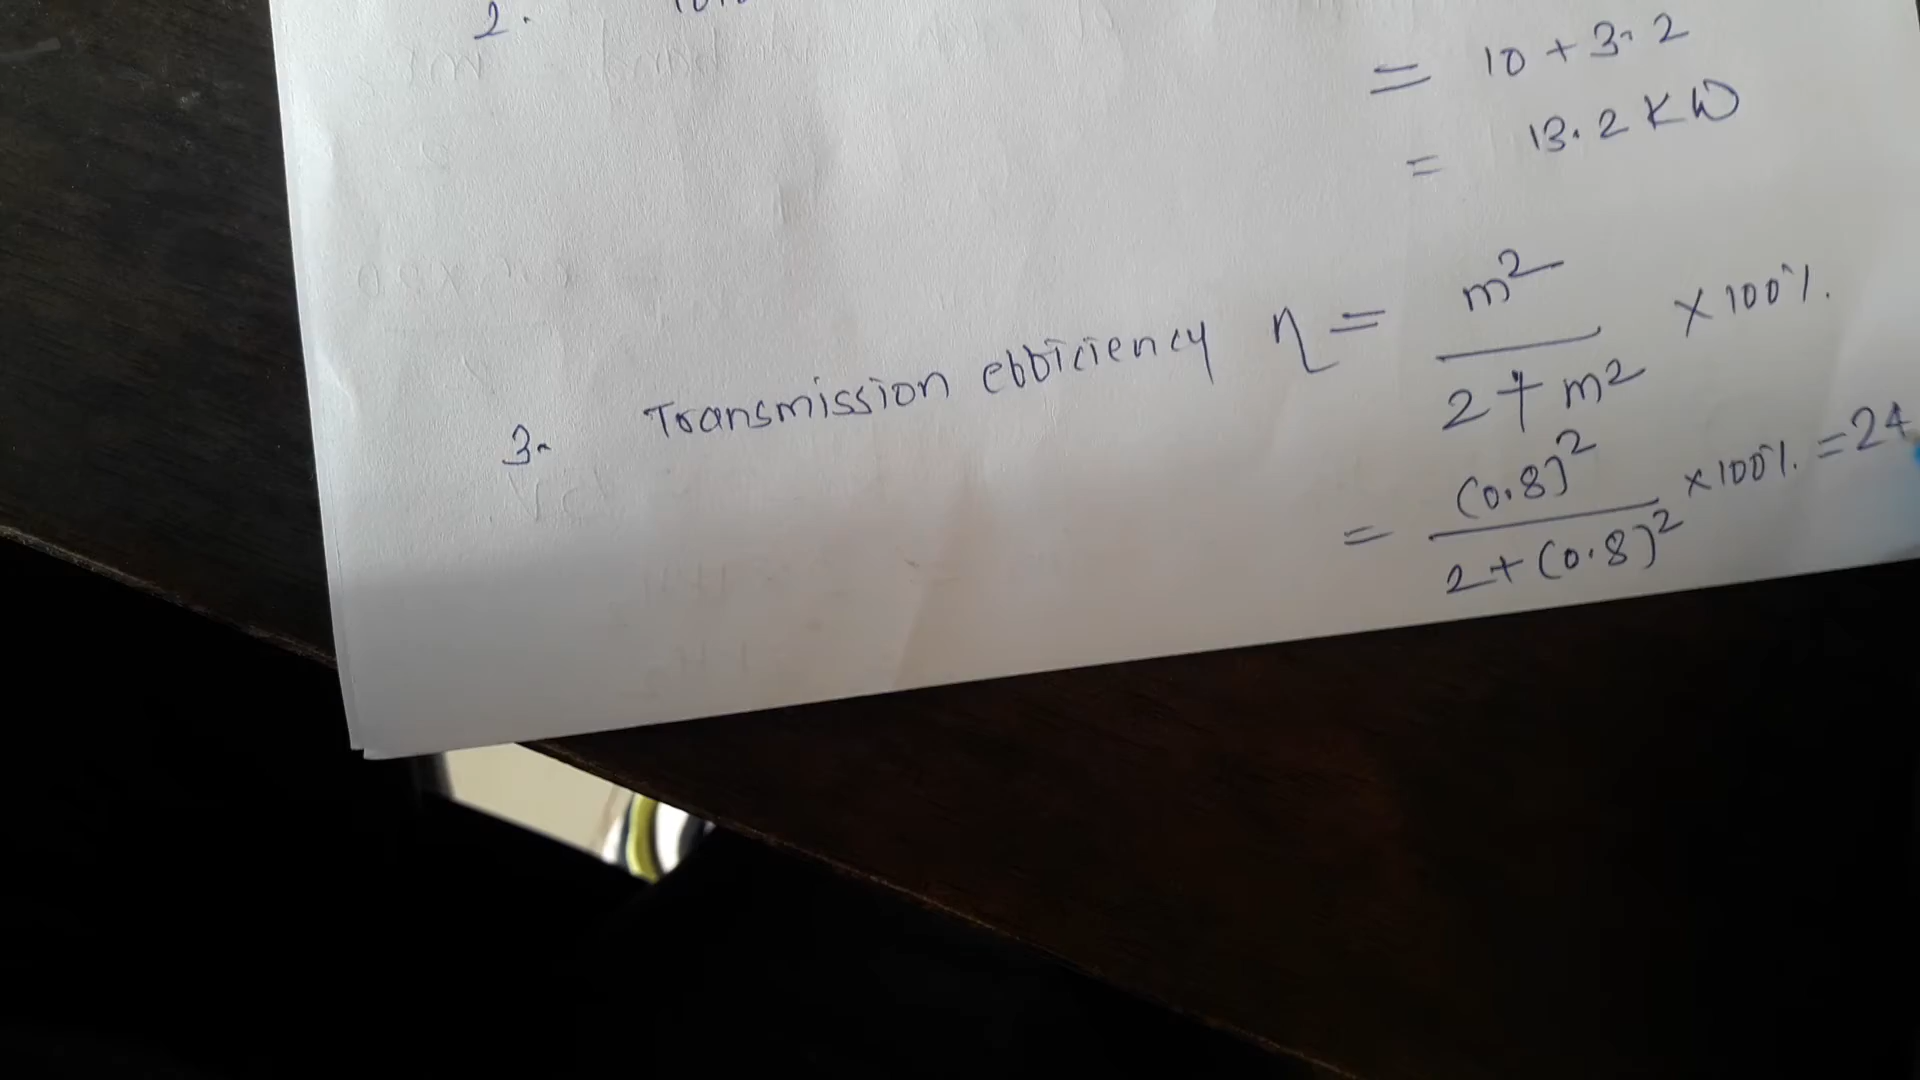 2.
= 10 + 3.2
= 13.2 KW
3. Transmission efficiency η = m² / 2 + m² × 100%.
= (0.8)² / 2 + (0.8)² × 100%. = 24